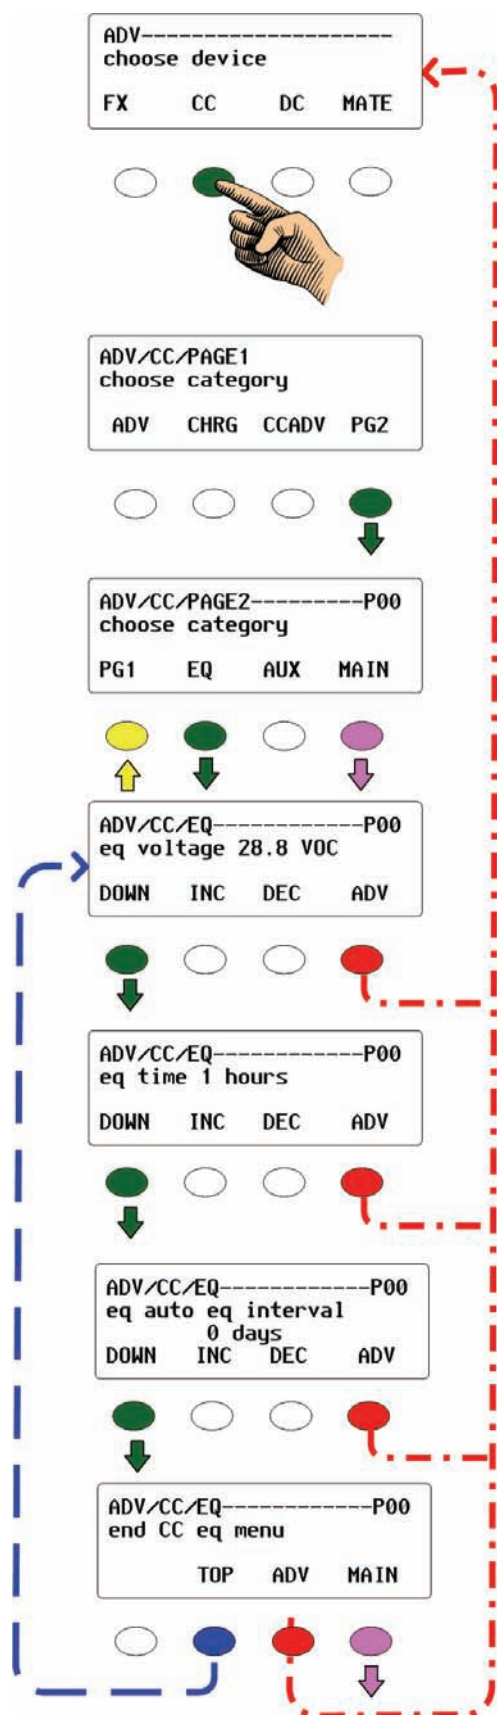 ADV----------------------
choose device
FX CC DC MATE
ADV/CC/PAGE1
choose category
ADV CHRG CCADV PG2
ADV/CC/PAGE2----------P00
choose category
PG1 EQ AUX MAIN
ADV/CC/EQ-------------P00
eq voltage 28.8 VOC
DOWN INC DEC ADV
ADV/CC/EQ-------------P00
eq time 1 hours
DOWN INC DEC ADV
ADV/CC/EQ-------------P00
eq auto eq interval
0 days
DOWN INC DEC ADV
ADV/CC/EQ-------------P00
end CC eq menu
TOP ADV MAIN